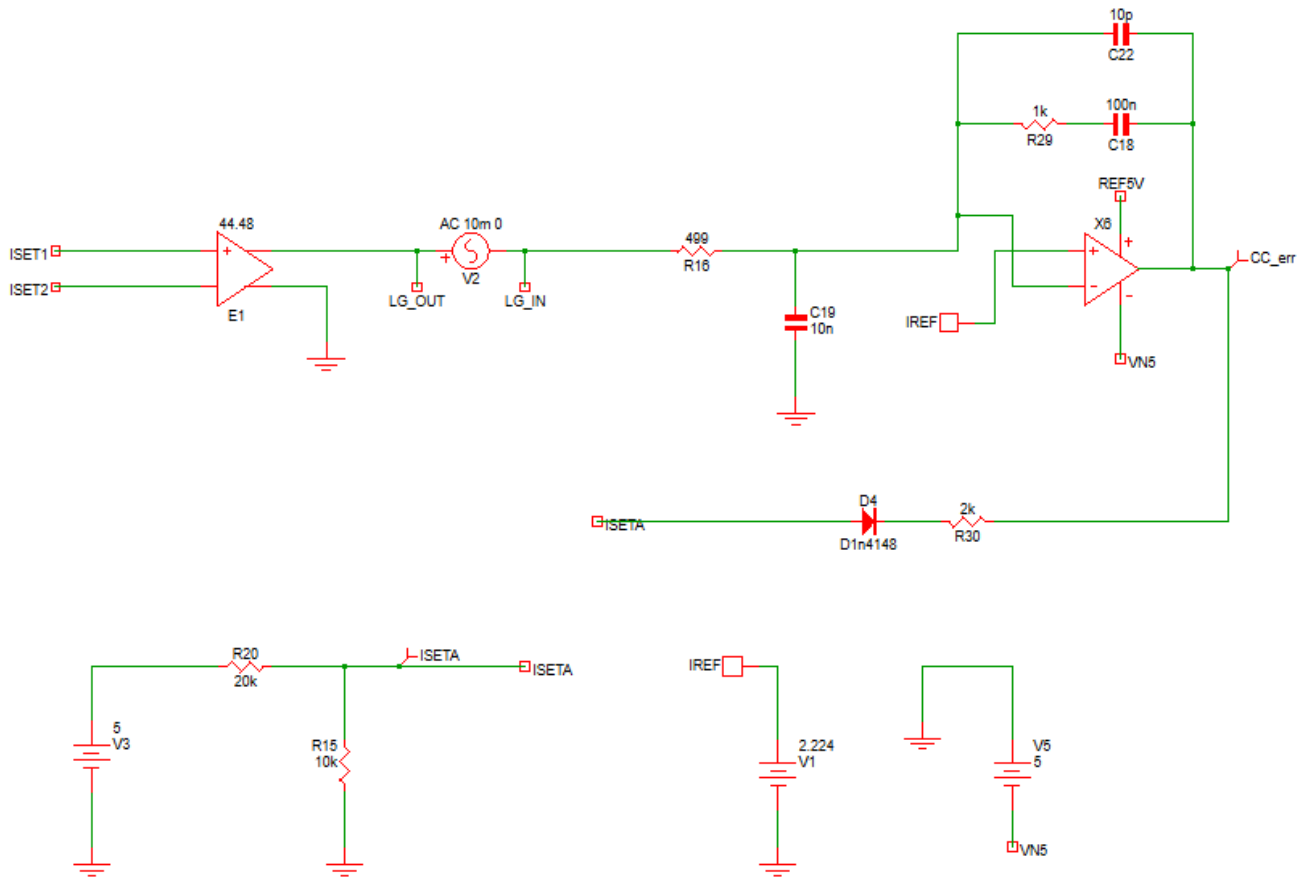 10p
C22
1k
R29
100n
C18
REF5V
X6
+
-
+
-
CC_err
VN5
IREF
ISET1
ISET2
44.48
+
E1
LG_OUT
AC 10m 0
+
V2
LG_IN
499
R16
C19
10n
ISETA
D4
D1n4148
2k
R30
R20
20k
5
V3
R15
10k
ISETA
ISETA
IREF
2.224
V1
V5
5
VN5